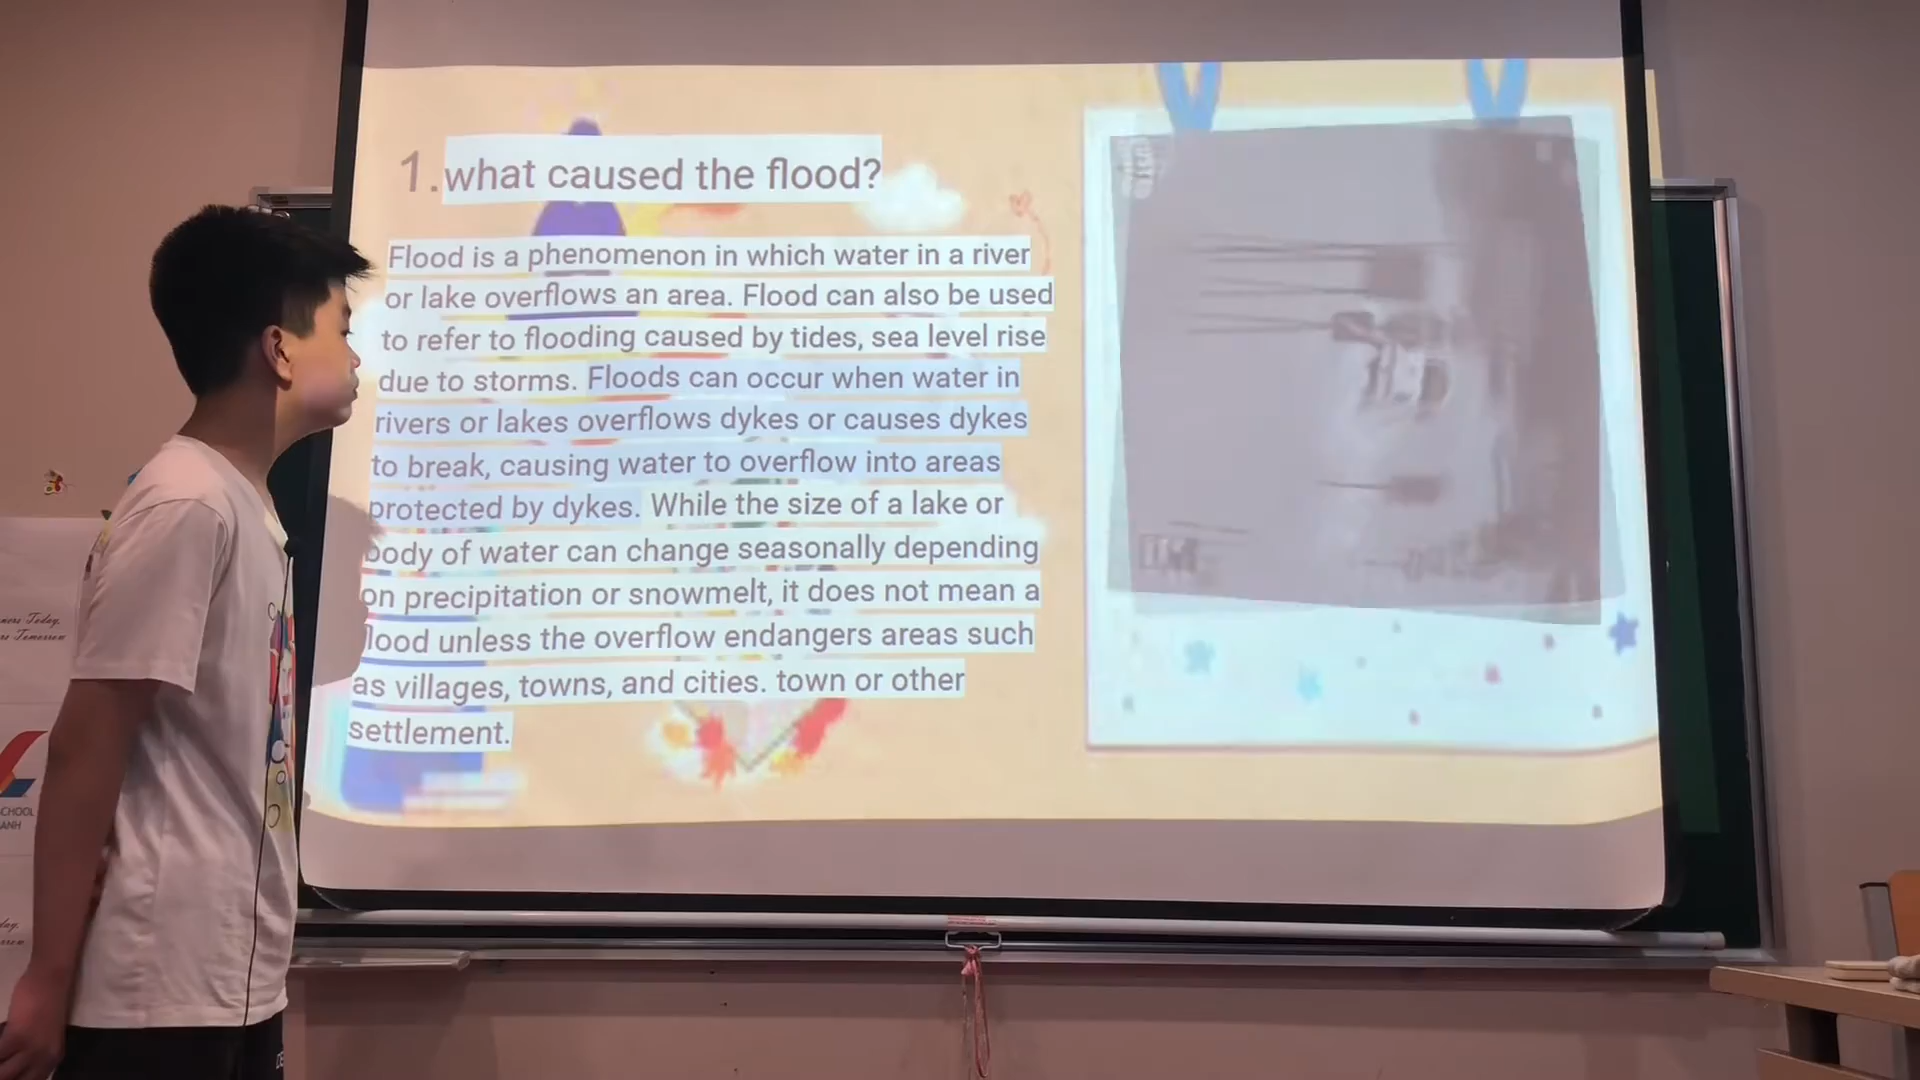 1. what caused the flood?
Flood is a phenomenon in which water in a river
or lake overflows an area. Flood can also be used
to refer to flooding caused by tides, sea level rise
due to storms. Floods can occur when water in
rivers or lakes overflows dykes or causes dykes
to break, causing water to overflow into areas
protected by dykes. While the size of a lake or
body of water can change seasonally depending
on precipitation or snowmelt, it does not mean a
lood unless the overflow endangers areas such
as villages, towns, and cities. town or other
settlement.
Today,
Tomorrow
SCHOOL
ANH